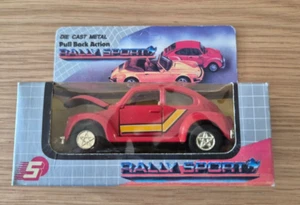 DIE CAST METAL
Pull Back Action
RALLY SPORT
5
RALLY SPORT